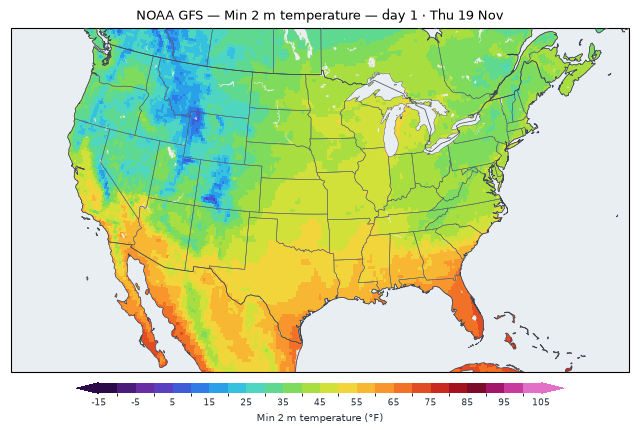 NOAA GFS — Min 2 m temperature — day 1 · Thu 19 Nov
-15 -5 5 15 25 35 45 55 65 75 85 95 105
Min 2 m temperature (°F)